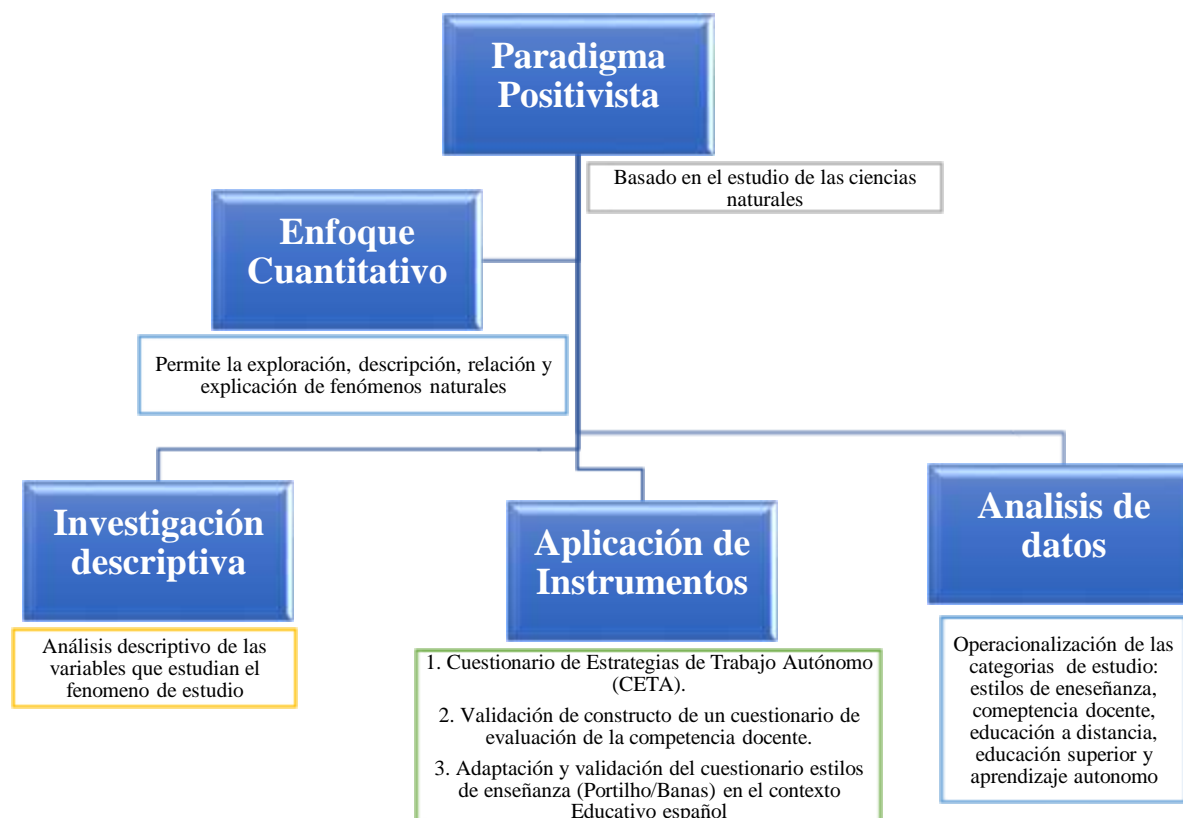 Paradigma
Positivista
Basado en el estudio de las ciencias
naturales
Enfoque
Cuantitativo
Permite la exploración, descripción, relación y
explicación de fenómenos naturales
Investigación
descriptiva
Análisis descriptivo de las
variables que estudian el
fenomeno de estudio
Aplicación de
Instrumentos
1. Cuestionario de Estrategias de Trabajo Autónomo
(CETA).
2. Validación de constructo de un cuestionario de
evaluación de la competencia docente.
3. Adaptación y validación del cuestionario estilos
de enseñanza (Portilho/Banas) en el contexto
Educativo español
Analisis de
datos
Operacionalización de las
categorias de estudio:
estilos de eneseñanza,
comeptencia docente,
educación a distancia,
educación superior y
aprendizaje autonomo